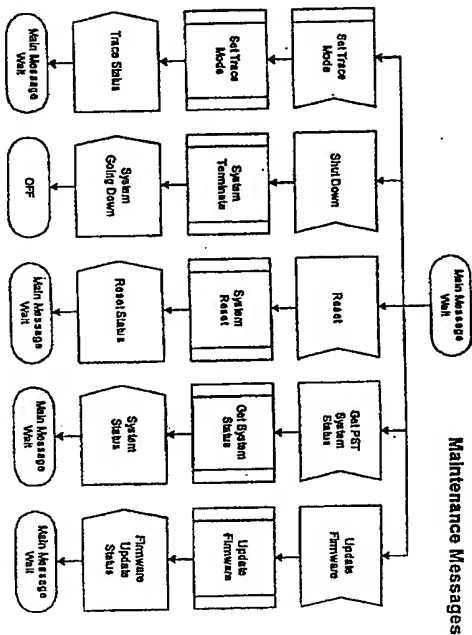 Maintenance Messages
Main Message
Wait
Set Trace
Mode
Shut Down
Reset
Get PST
System
Status
Update
Firmware
Set Trace
Mode
System
Terminate
System
Reset
Get System
Status
Update
Firmware
Trace Status
System
Going Down
Reset Status
System
Status
Firmware
Update
Status
Main Message
Wait
OFF
Main Message
Wait
Main Message
Wait
Main Message
Wait